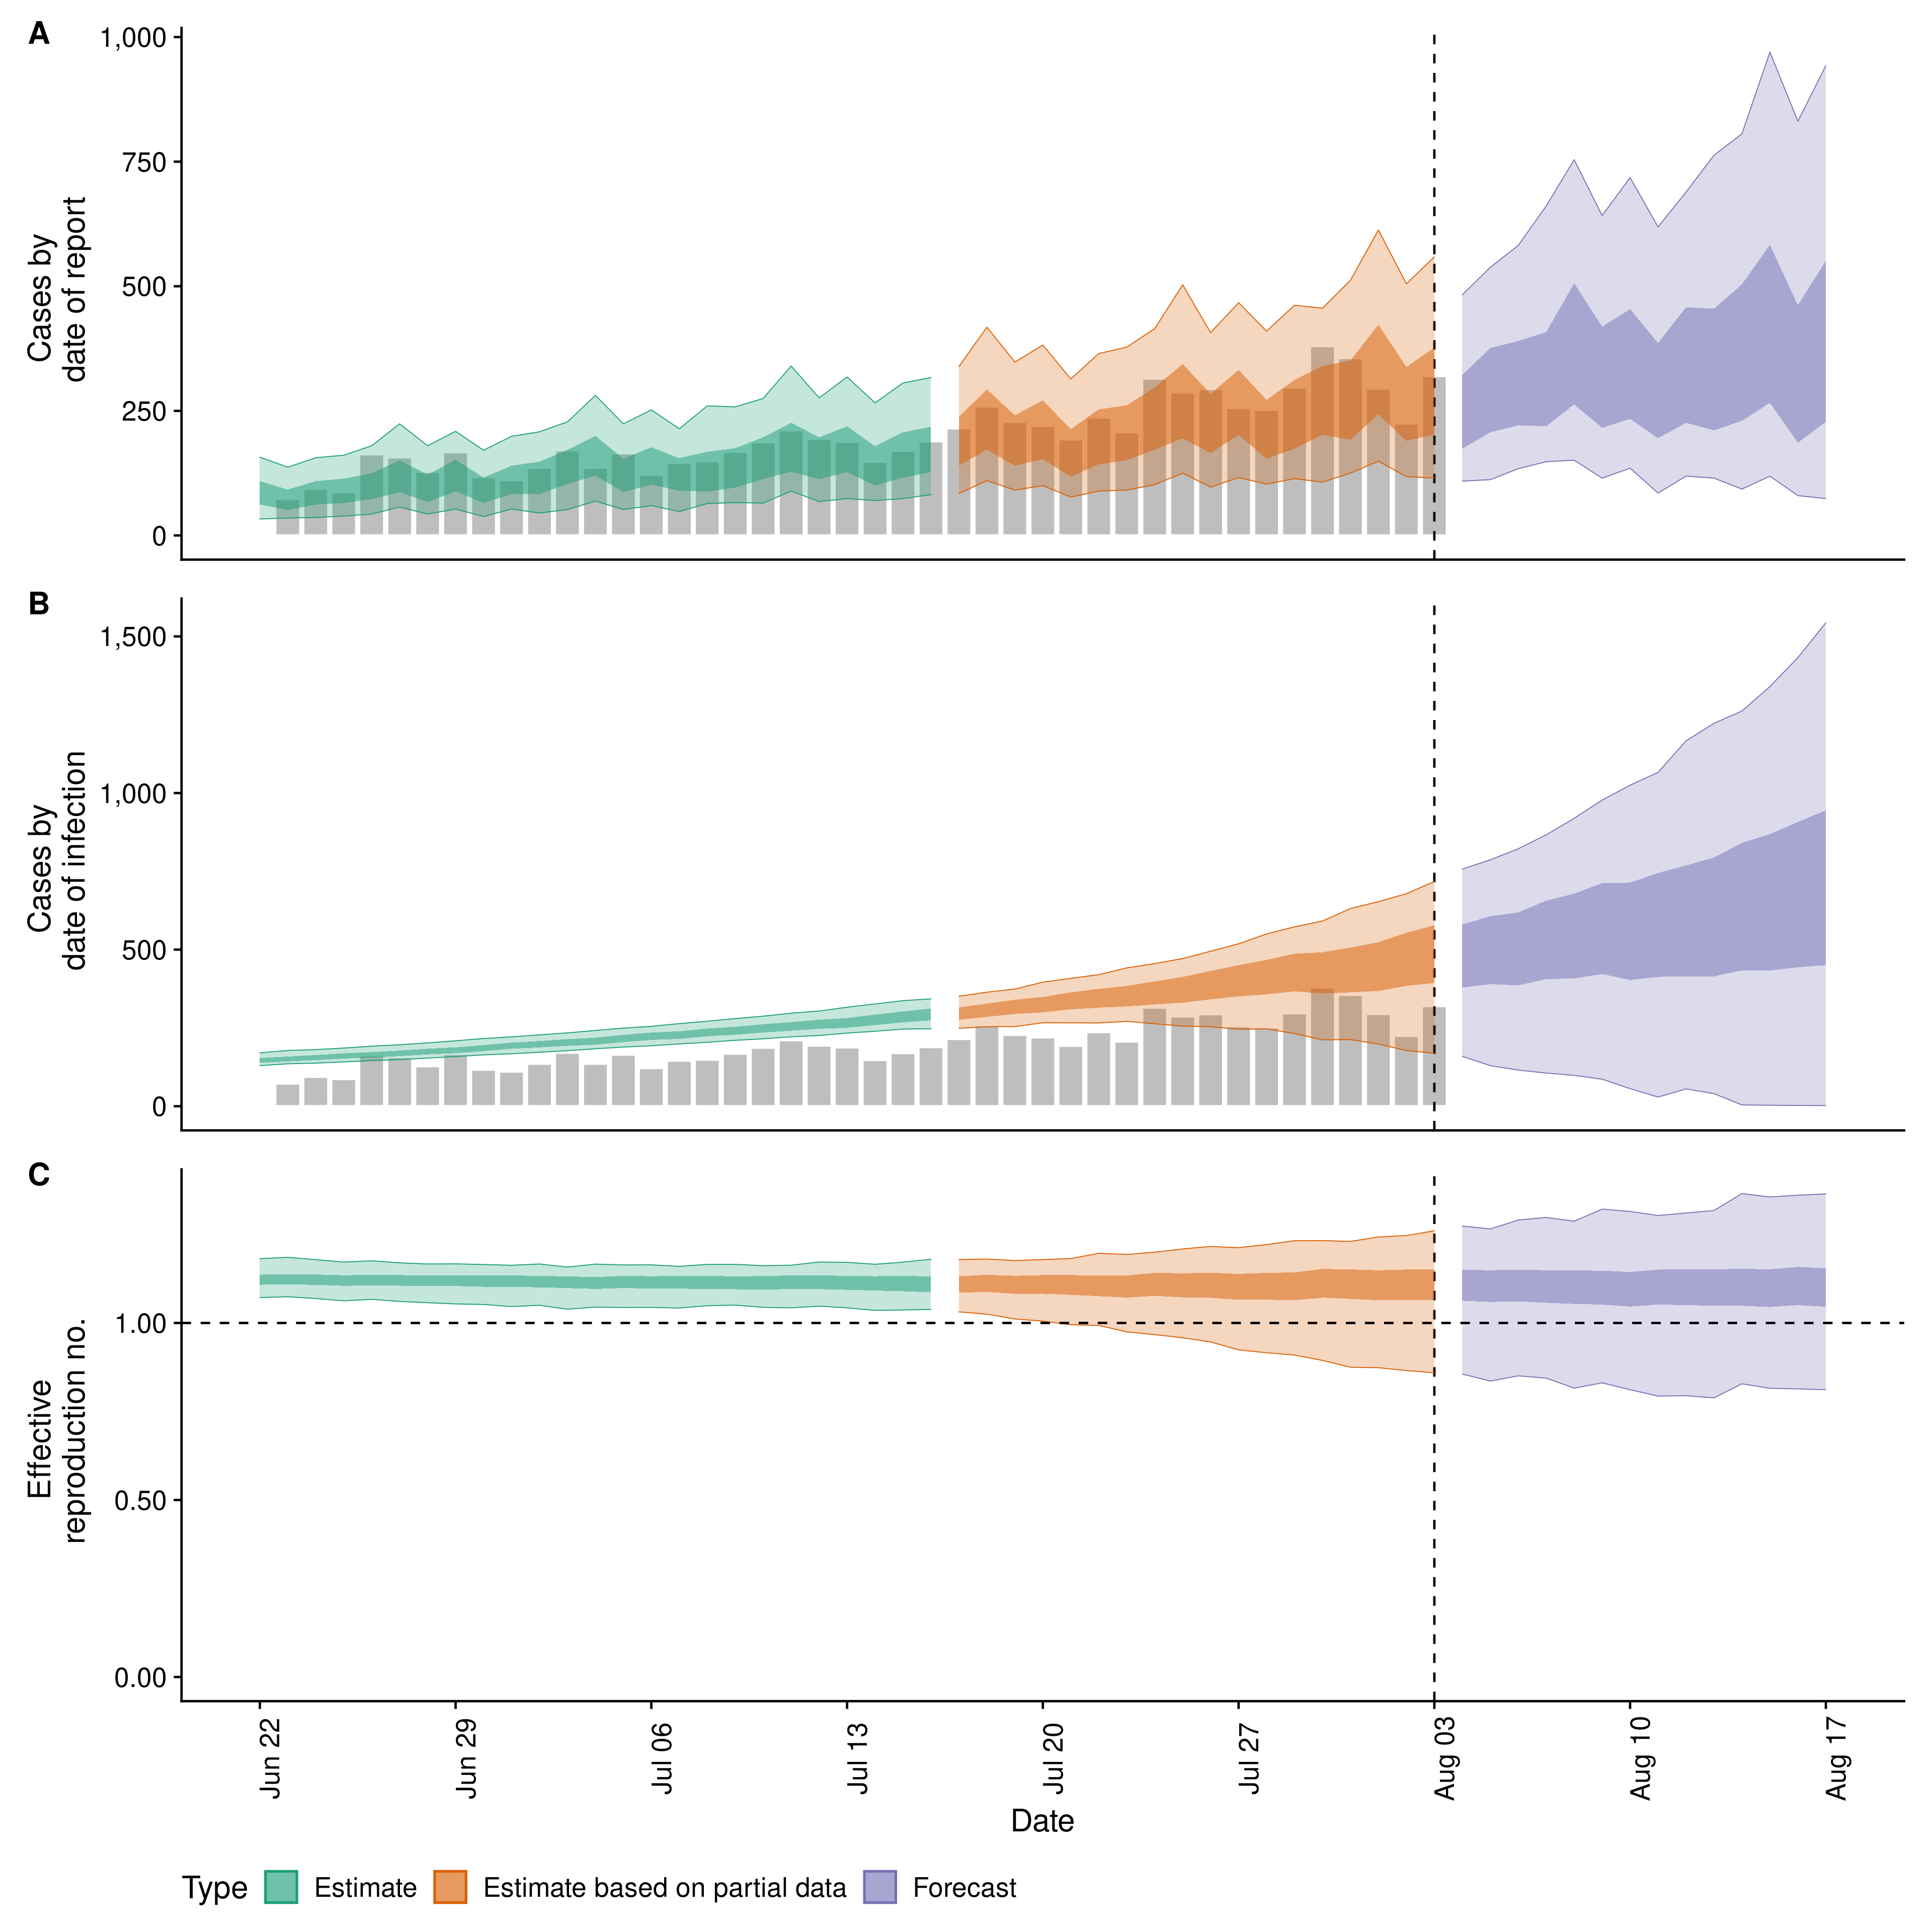 A
1,000
750
500
250
0
Cases by
date of report
B
1,500
1,000
500
0
Cases by
date of infection
C
1.00
0.50
0.00
Effective
reproduction no.
Jun 22
Jun 29
Jul 06
Jul 13
Jul 20
Jul 27
Aug 03
Aug 10
Aug 17
Date
Type Estimate Estimate based on partial data Forecast